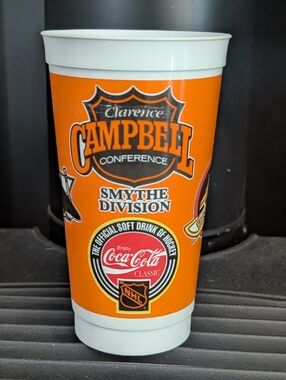 Clarence
CAMPBELL
CONFERENCE
SMYTHE
DIVISION
THE OFFICIAL SOFT DRINK OF HOCKEY
Enjoy
Coca-Cola
CLASSIC
NHL